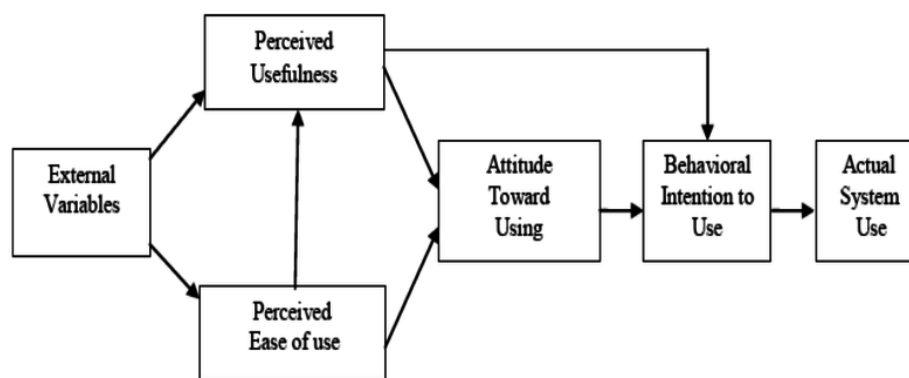 Perceived
Usefulness
External
Variables
Perceived
Ease of use
Attitude
Toward
Using
Behavioral
Intention to
Use
Actual
System
Use